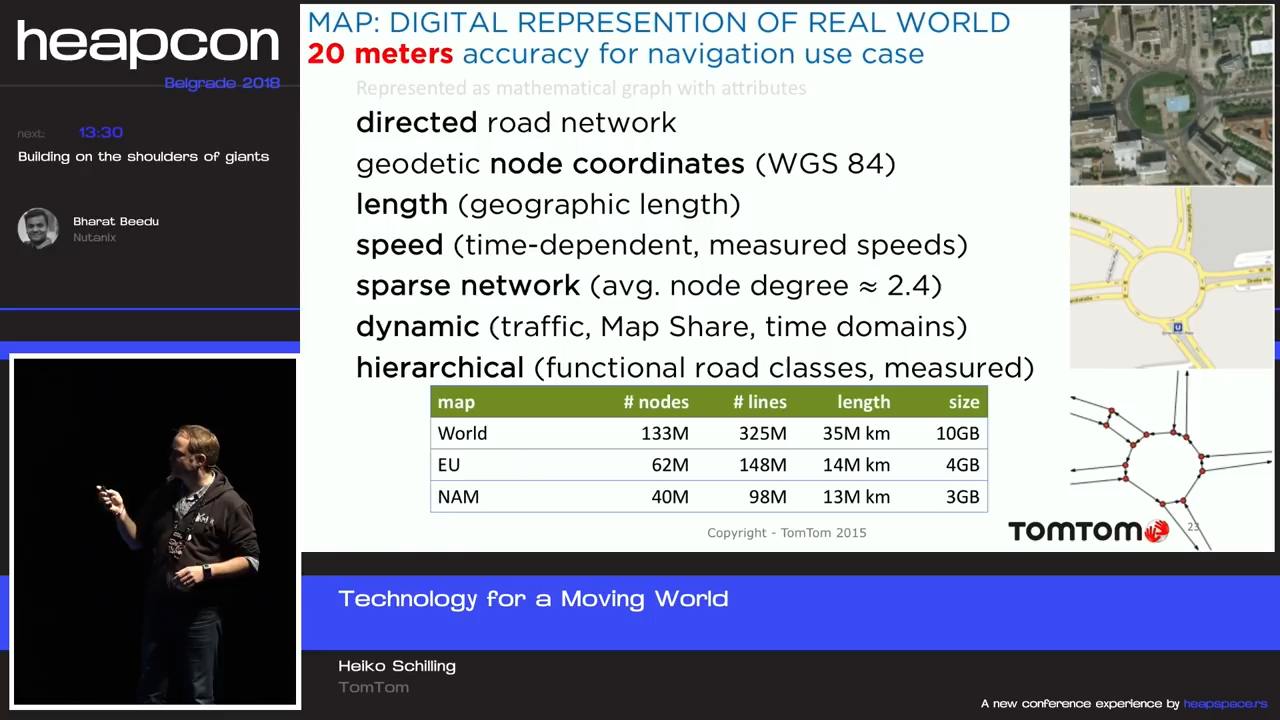 heapcon
Belgrade 2018
next: 13:30
Building on the shoulders of giants
Bharat Beedu
Nutanix
MAP: DIGITAL REPRESENTION OF REAL WORLD
20 meters accuracy for navigation use case
Represented as mathematical graph with attributes
directed road network
geodetic node coordinates (WGS 84)
length (geographic length)
speed (time-dependent, measured speeds)
sparse network (avg. node degree ≈ 2.4)
dynamic (traffic, Map Share, time domains)
hierarchical (functional road classes, measured)
map # nodes # lines length size
World 133M 325M 35M km 10GB
EU 62M 148M 14M km 4GB
NAM 40M 98M 13M km 3GB
Copyright - TomTom 2015
TOMTOM
23
Technology for a Moving World
Heiko Schilling
TomTom
A new conference experience by heapspace.rs